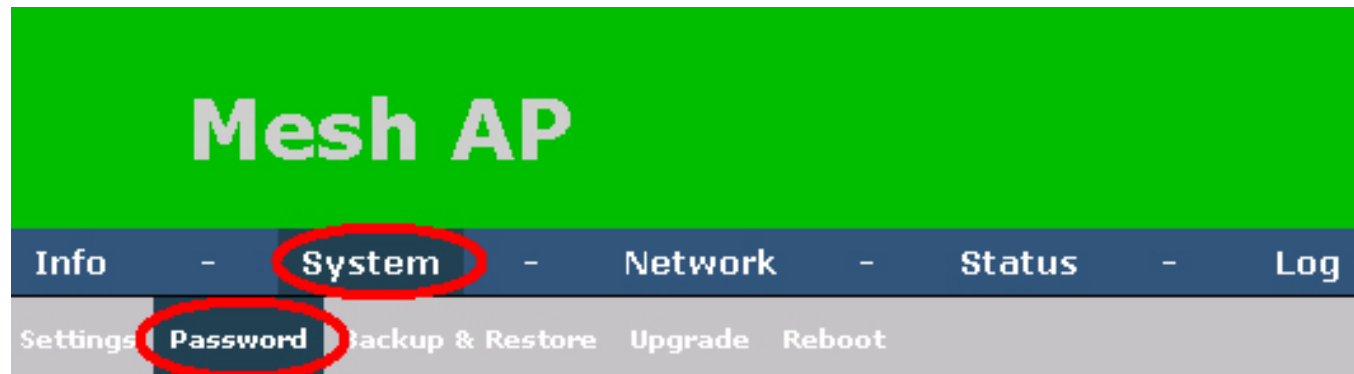 Mesh AP
Info - System - Network - Status - Log
Settings Password Backup & Restore Upgrade Reboot